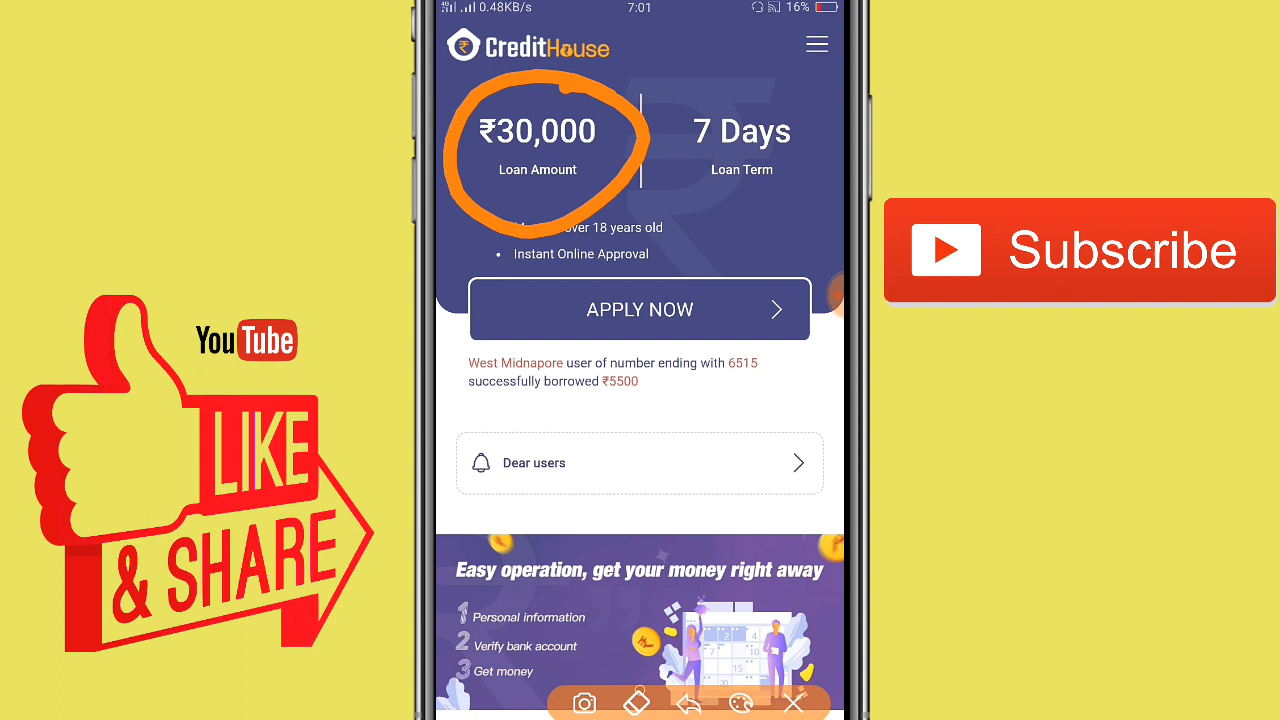 0.48KB/s 7:01 16%
CreditHouse
₹30,000 7 Days
Loan Amount Loan Term
over 18 years old
• Instant Online Approval
APPLY NOW
West Midnapore user of number ending with 6515
successfully borrowed ₹5500
Dear users
Easy operation, get your money right away
1 Personal information
2 Verify bank account
3 Get money
YouTube
LIKE
& SHARE
Subscribe